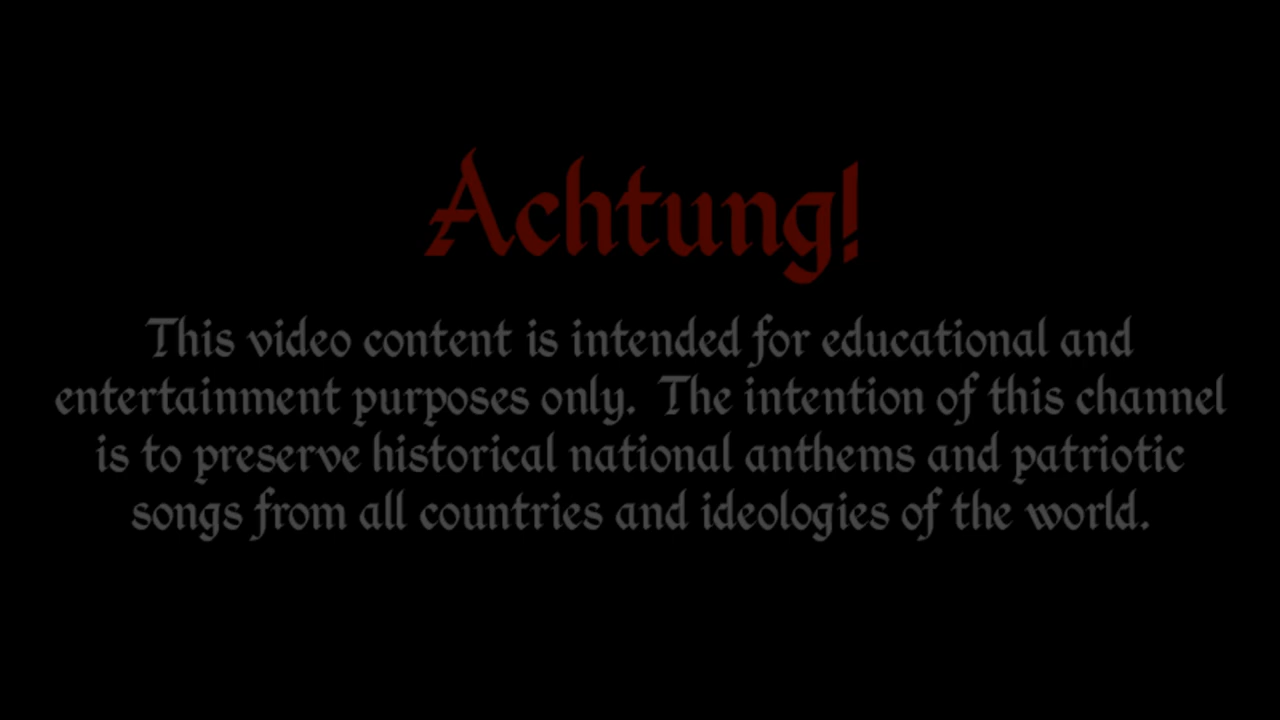 Achtung!
This video content is intended for educational and
entertainment purposes only. The intention of this channel
is to preserve historical national anthems and patriotic
songs from all countries and ideologies of the world.